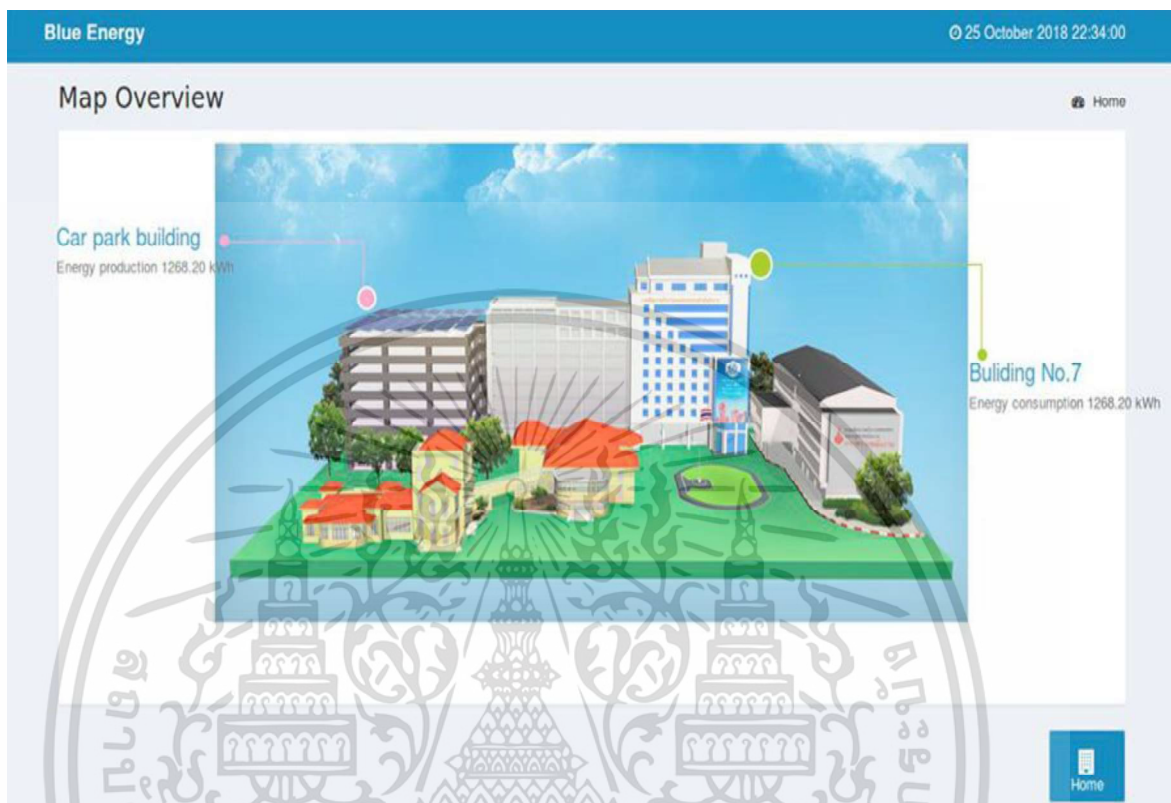 Blue Energy
25 October 2018 22:34:00
Map Overview
Home
Car park building
Energy production 1268.20 kWh
Buliding No.7
Energy consumption 1268.20 kWh
Home